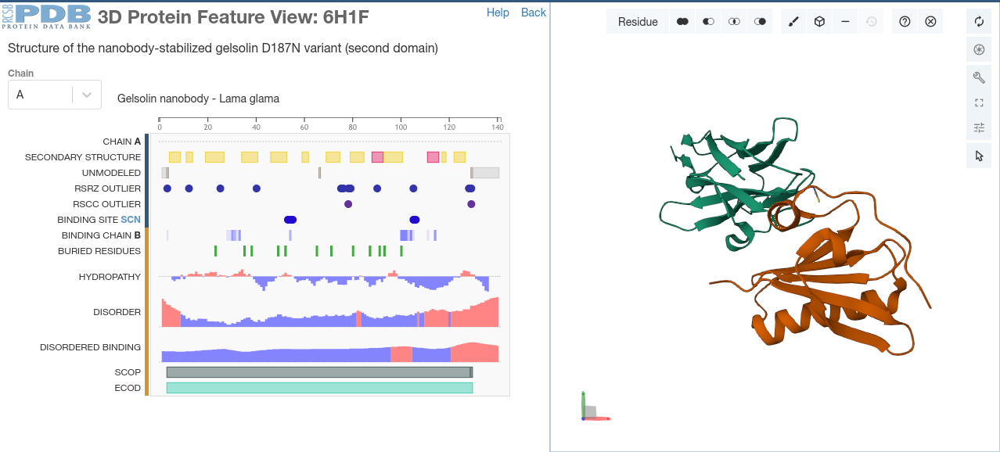 RCSB PDB
PROTEIN DATA BANK
3D Protein Feature View: 6H1F
Help Back
Structure of the nanobody-stabilized gelsolin D187N variant (second domain)
Chain
A
Gelsolin nanobody - Lama glama
0 20 40 60 80 100 120 140
CHAIN A
SECONDARY STRUCTURE
UNMODELED
RSRZ OUTLIER
RSCC OUTLIER
BINDING SITE SCN
BINDING CHAIN B
BURIED RESIDUES
HYDROPATHY
DISORDER
DISORDERED BINDING
SCOP
ECOD
Residue